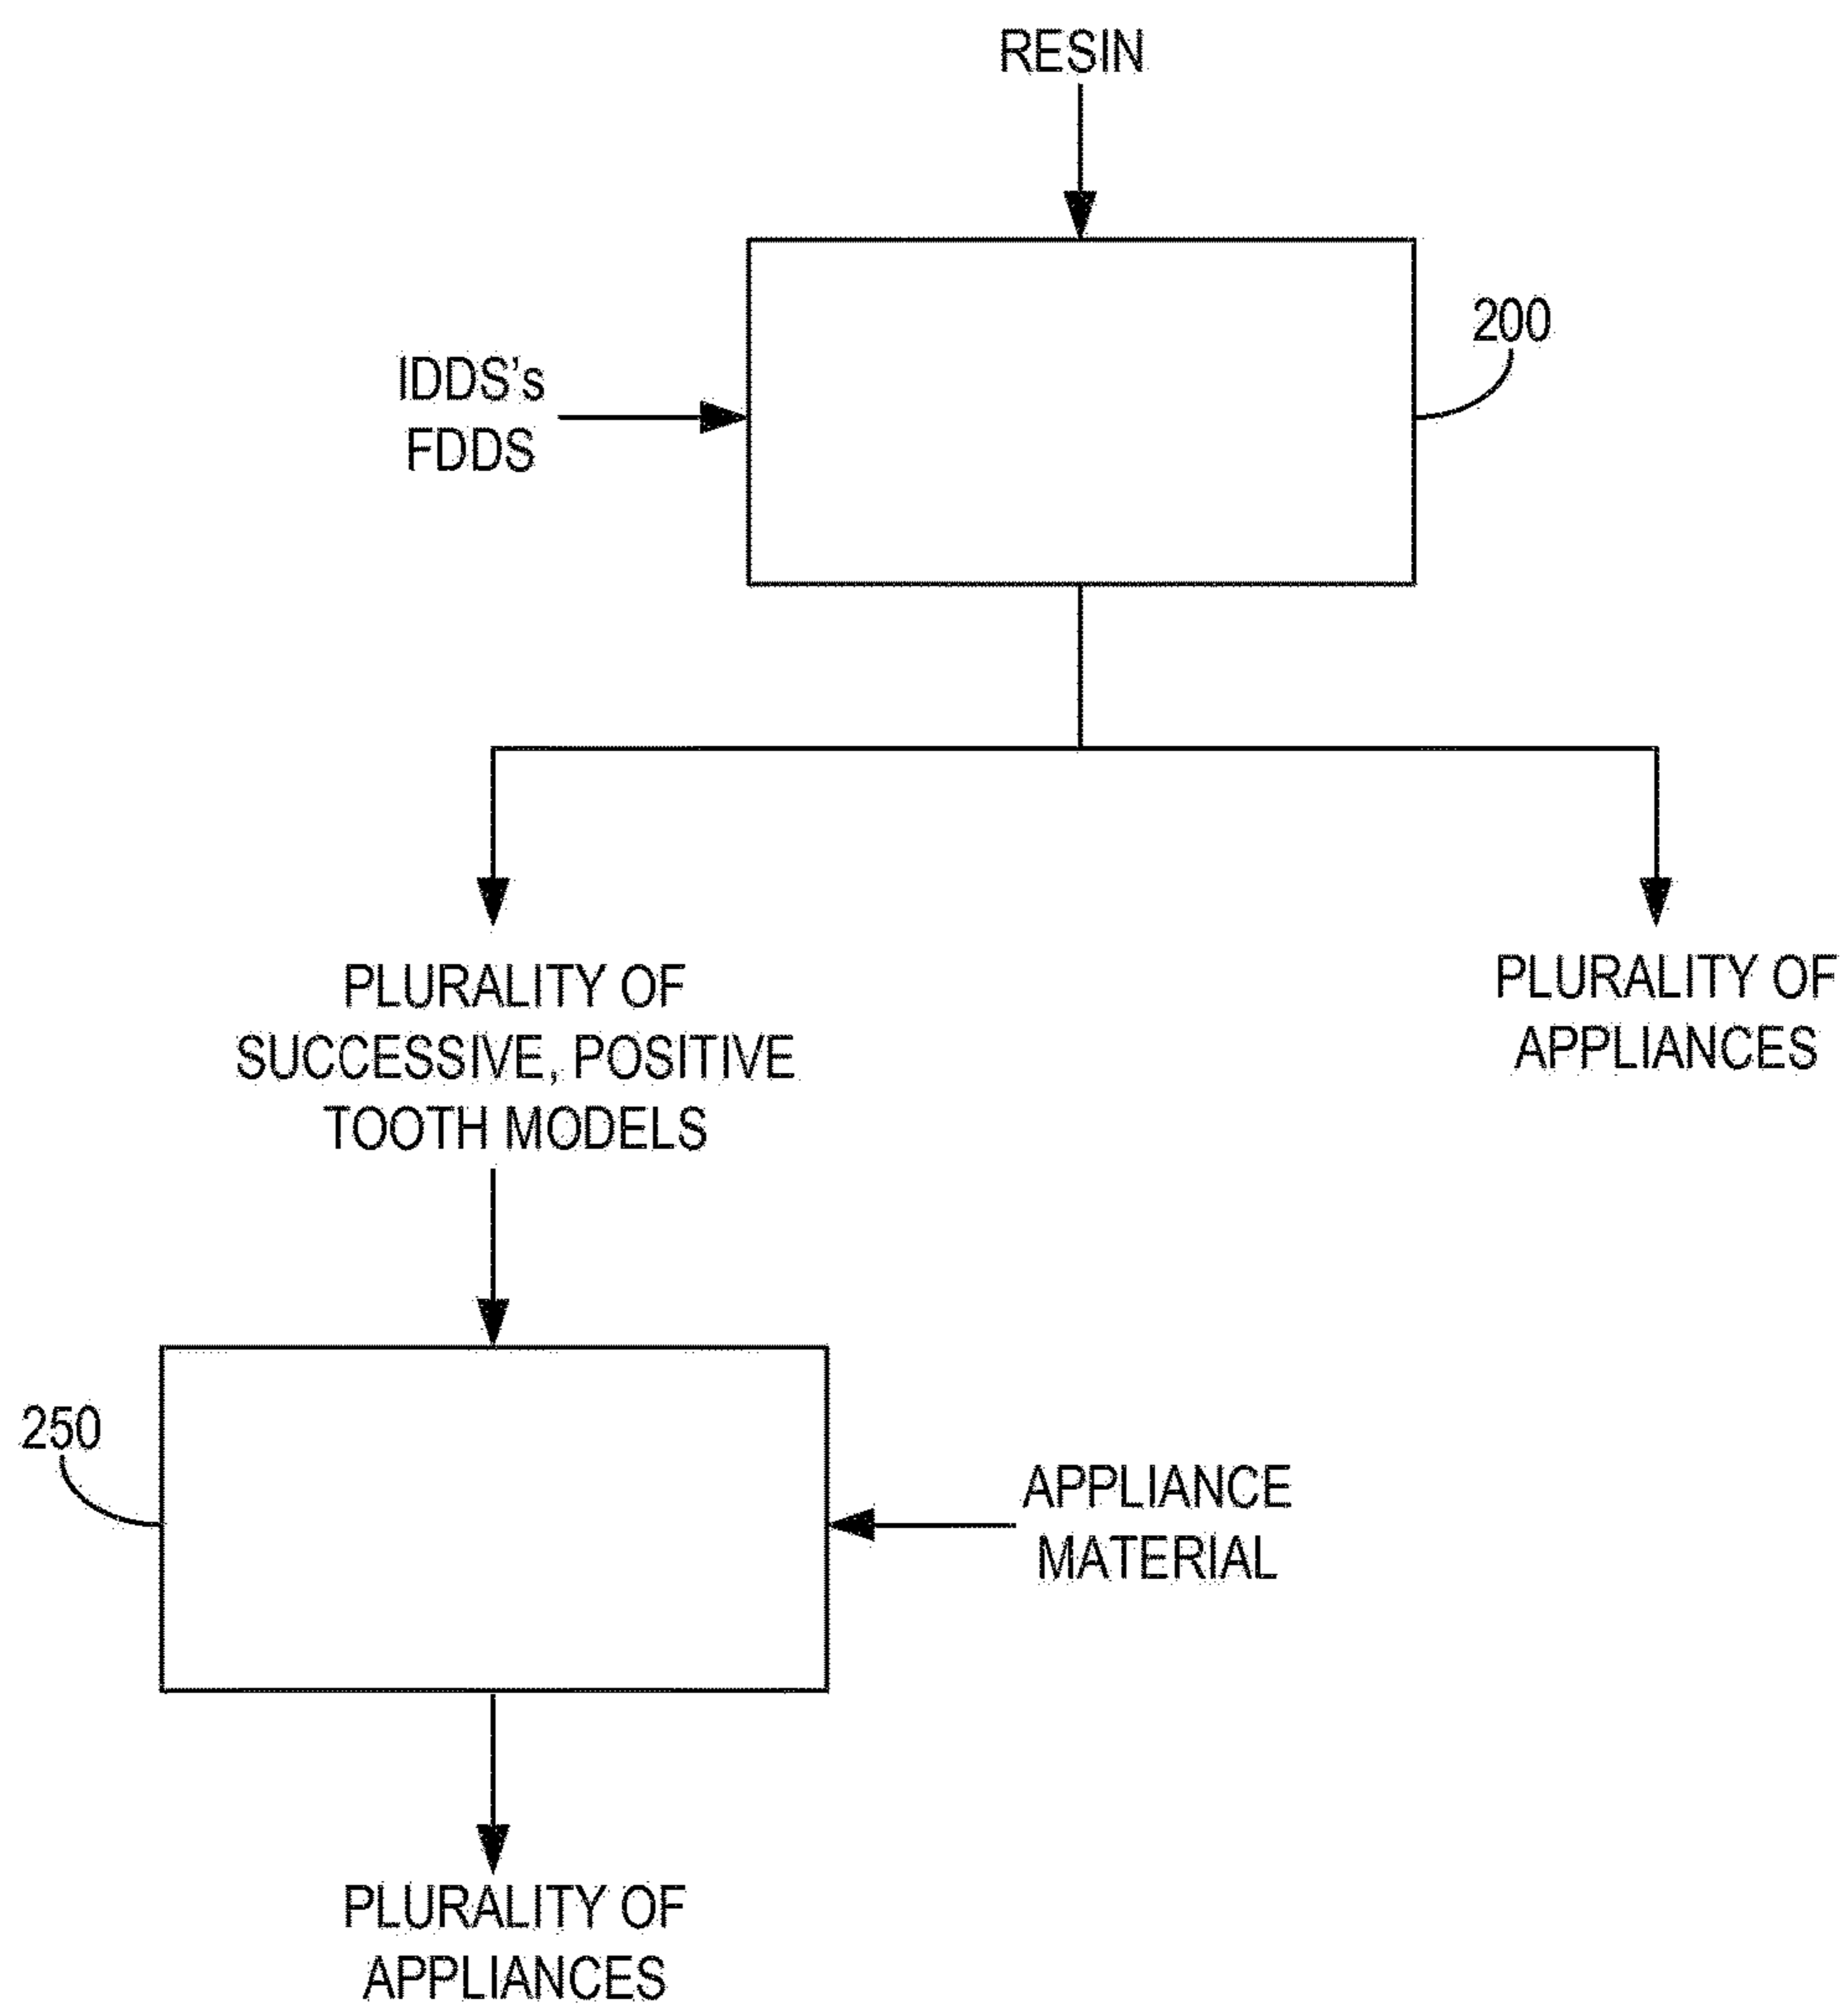 RESIN
200
IDDS's
FDDS
PLURALITY OF
SUCCESSIVE, POSITIVE
TOOTH MODELS
PLURALITY OF
APPLIANCES
250
APPLIANCE
MATERIAL
PLURALITY OF
APPLIANCES